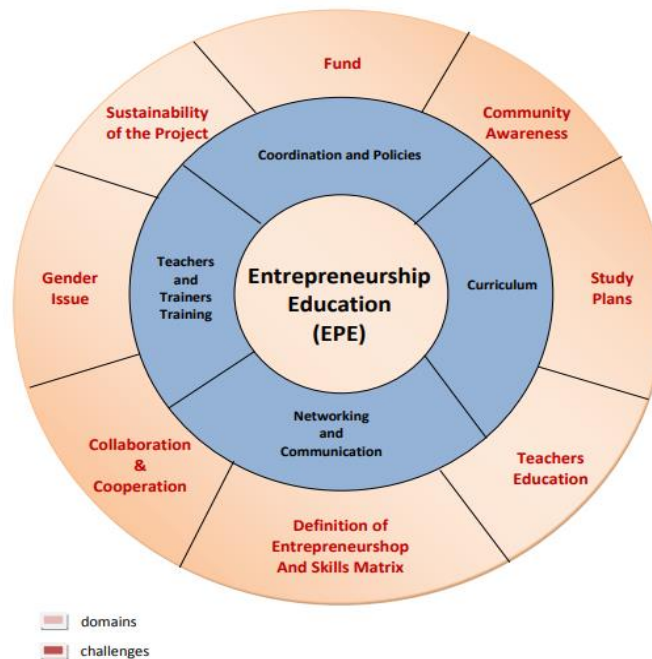 Fund
Sustainability
of the Project
Community
Awareness
Coordination and Policies
Teachers
and
Trainers
Training
Gender
Issue
Entrepreneurship
Education
(EPE)
Curriculum
Study
Plans
Networking
and
Communication
Collaboration
&
Cooperation
Teachers
Education
Definition of
Entrepreneurshop
And Skills Matrix
domains
challenges